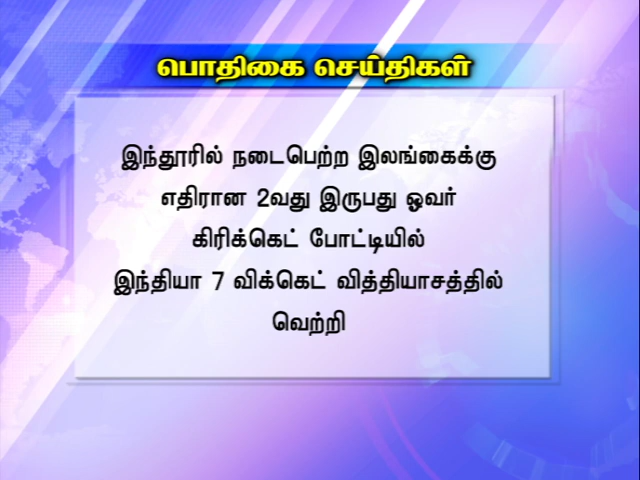 பொதிகை செய்திகள்
இந்தூரில் நடைபெற்ற இலங்கைக்கு
எதிரான 2வது இருபது ஓவர்
கிரிக்கெட் போட்டியில்
இந்தியா 7 விக்கெட் வித்தியாசத்தில்
வெற்றி